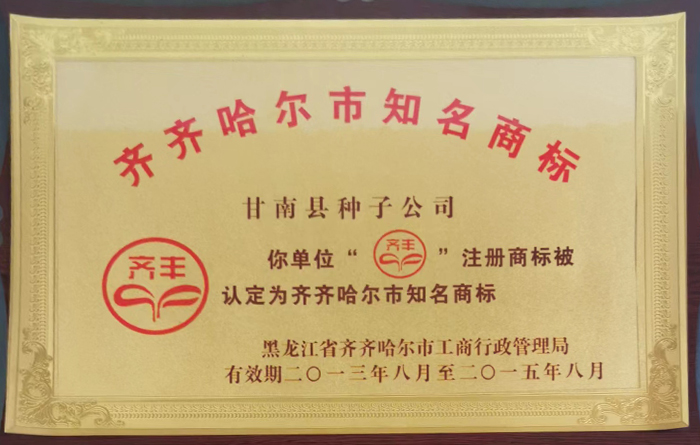 齐齐哈尔市知名商标
甘南县种子公司
齐丰
你单位“齐丰”注册商标被
认定为齐齐哈尔市知名商标
黑龙江省齐齐哈尔市工商行政管理局
有效期二〇一三年八月至二〇一五年八月